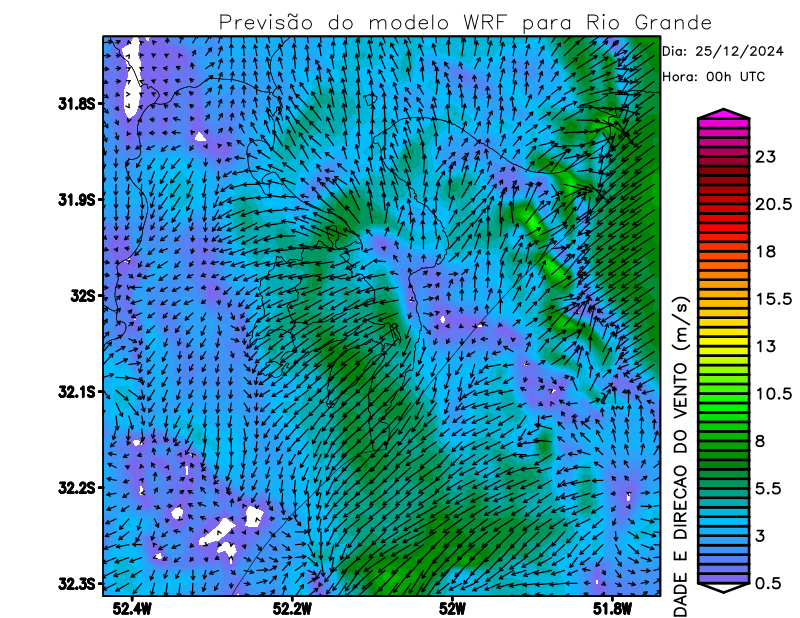 Previsão do modelo WRF para Rio Grande
Dia: 25/12/2024
Hora: 00h UTC
31.8S
31.9S
32S
32.1S
32.2S
32.3S
52.4W
52.2W
52W
51.8W
DADE E DIRECAO DO VENTO (m/s)
23
20.5
18
15.5
13
10.5
8
5.5
3
0.5